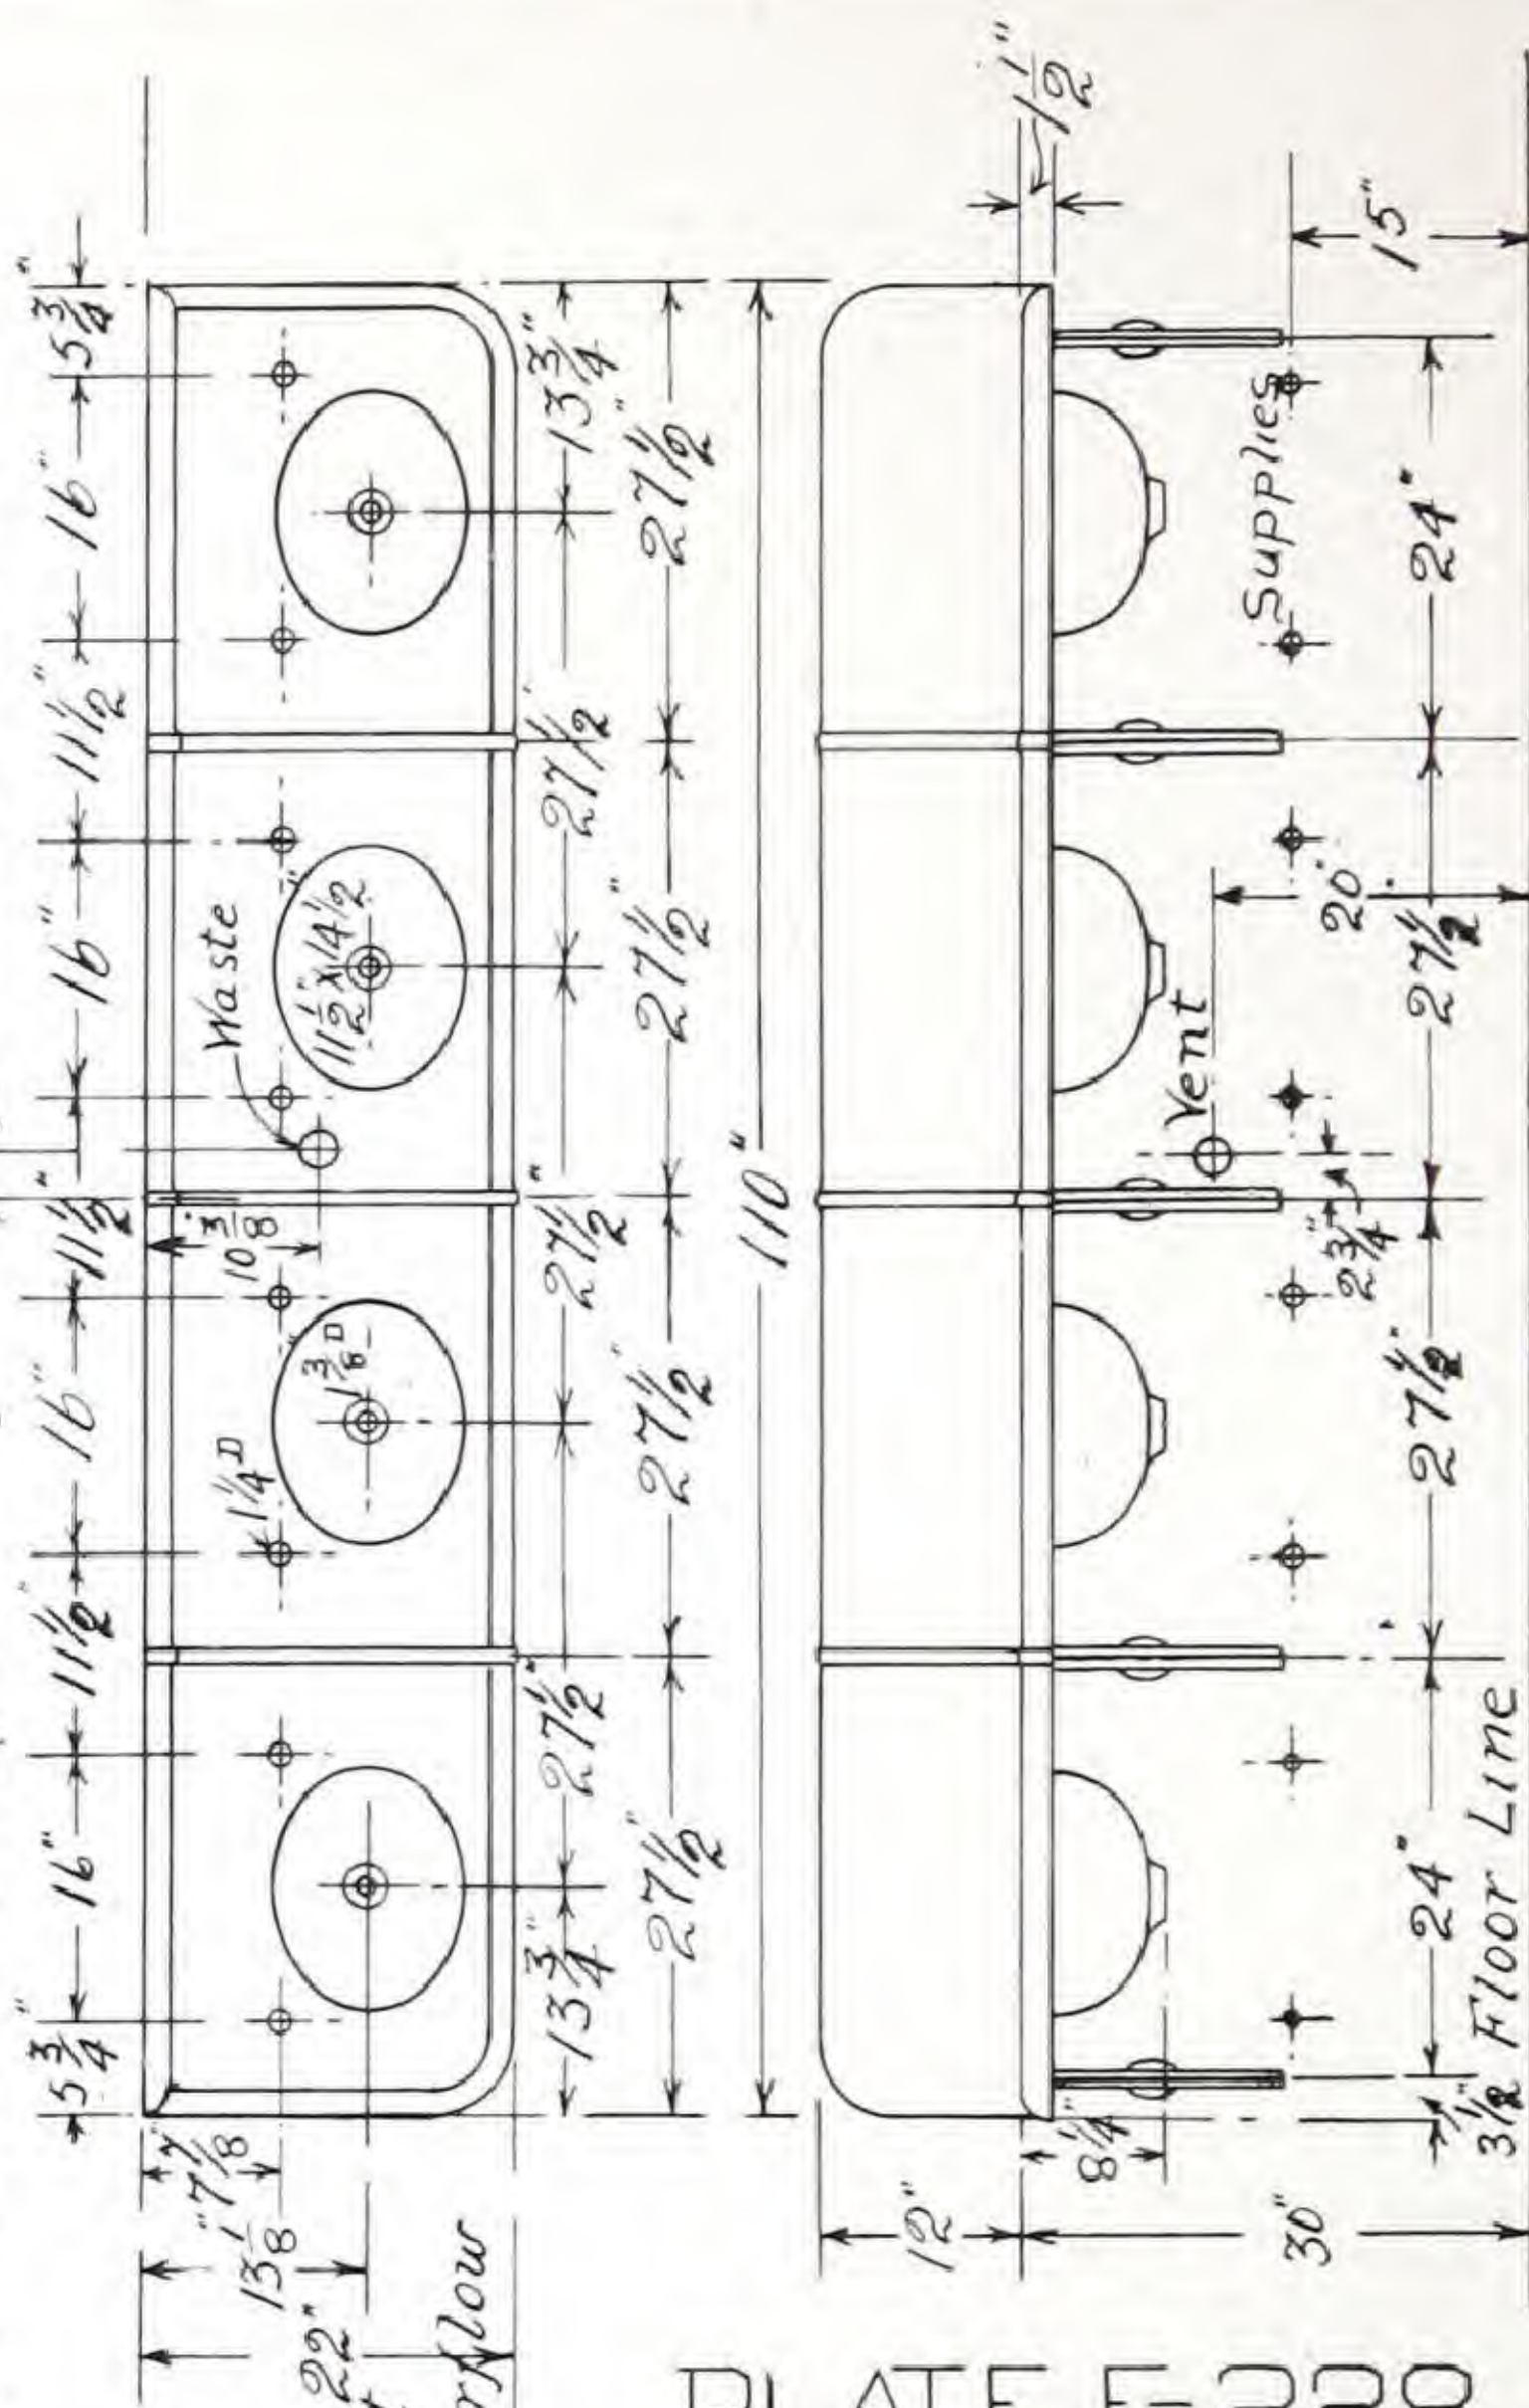 5 3/4" 16" 11 1/2" 16" 11 1/2" 16" 11 1/2" 16" 5 3/4"
7 7/8"
13 1/8"
22"
1 1/4 D
1 3/8 D
10 3/8"
Waste
11 1/2" x 14 1/2"
13 3/4" 27 1/2" 27 1/2" 27 1/2" 13 3/4"
27 1/2" 27 1/2" 27 1/2" 27 1/2"
110"
1 1/2"
12"
8 1/4"
Vent
Supplies
30"
2 3/4"
20"
15"
3 1/2" 24" 27 1/2" 27 1/2" 24"
Floor Line